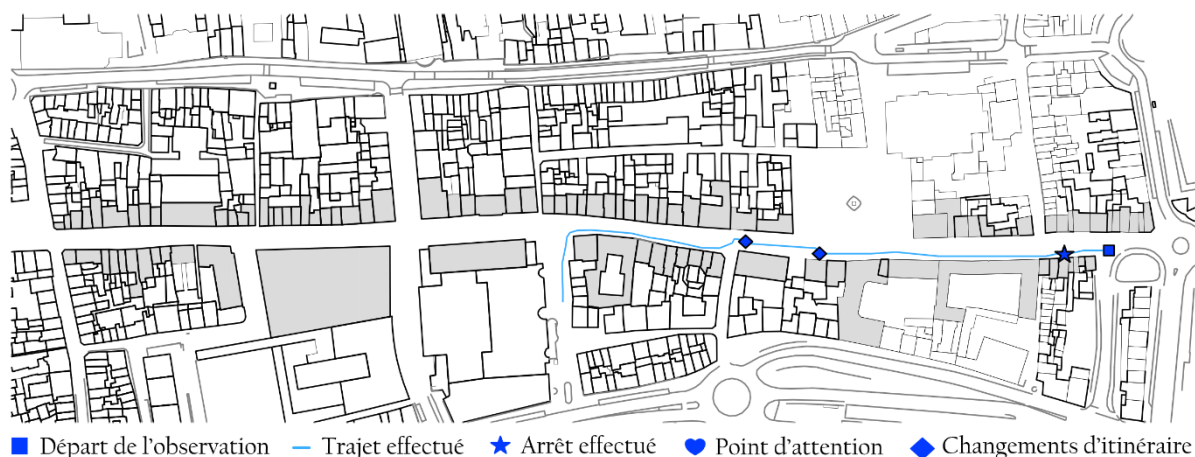 Départ de l'observation Trajet effectué Arrêt effectué Point d'attention Changements d'itinéraire